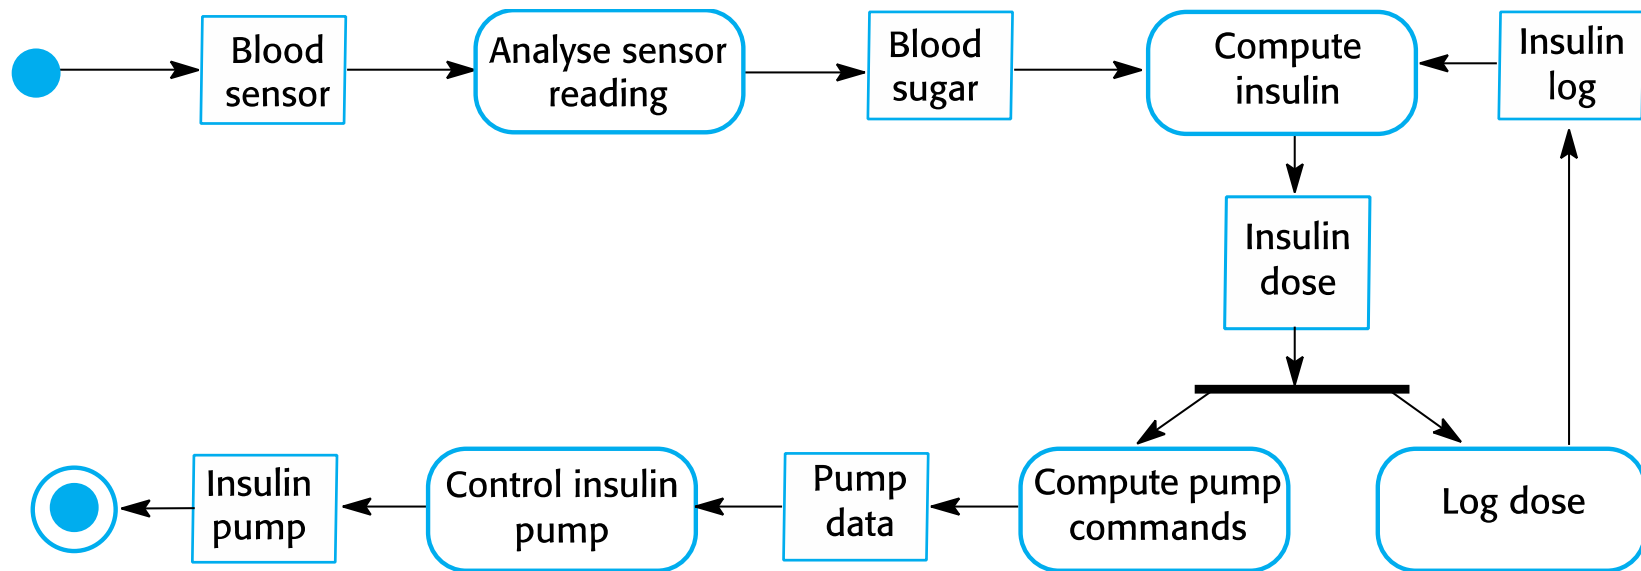 Blood
sensor
Analyse sensor
reading
Blood
sugar
Compute
insulin
Insulin
log
Insulin
dose
Insulin
pump
Control insulin
pump
Pump
data
Compute pump
commands
Log dose